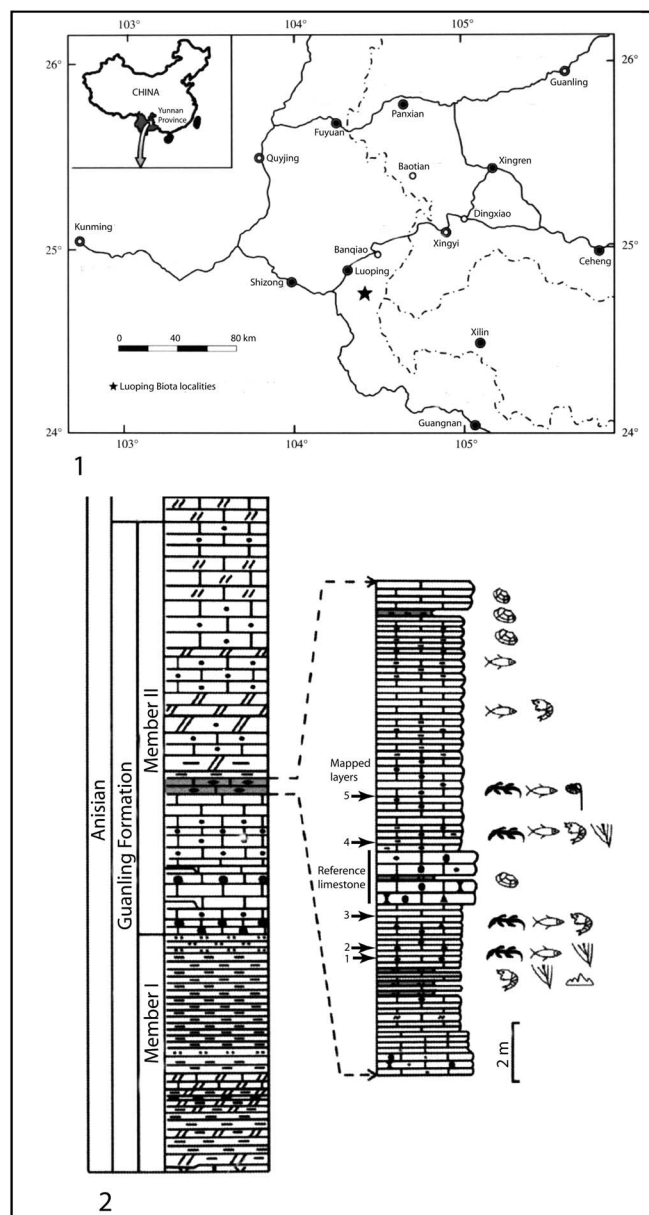 103° 104° 105°
26° 26°
CHINA
Yunnan
Province
Guanling
Panxian
Fuyuan
Quyjing
Baotian
Xingren
Dingxiao
Kunming
25° 25°
Banqiao
Xingyi
Ceheng
Luoping
Shizong
0 40 80 km
Xilin
Luoping Biota localities
Guangnan
24° 24°
103° 104° 105°
1
Anisian
Guanling Formation
Member II
Member I
Mapped
layers
5
4
Reference
limestone
3
2
1
2 m
2